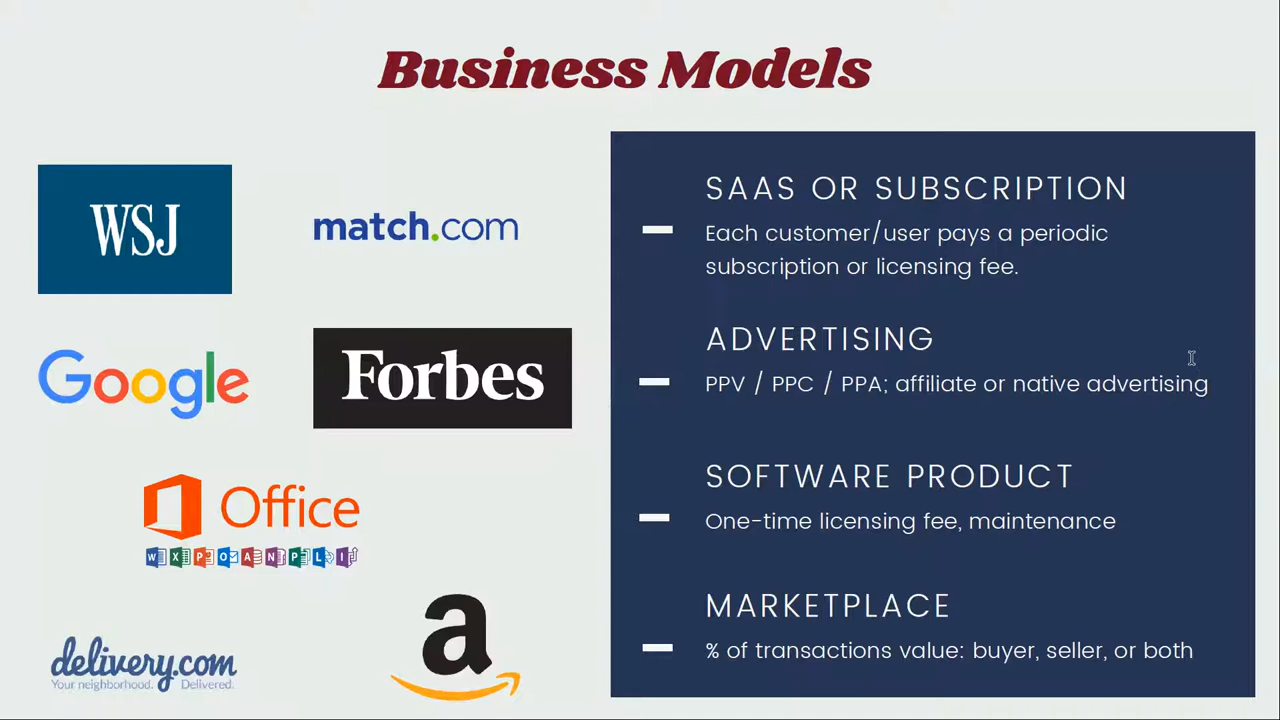 Business Models
WSJ
match.com
Google
Forbes
Office
W X P O A N P L I
delivery.com
Your neighborhood. Delivered.
a
SAAS OR SUBSCRIPTION
Each customer/user pays a periodic
subscription or licensing fee.
ADVERTISING
PPV / PPC / PPA; affiliate or native advertising
SOFTWARE PRODUCT
One-time licensing fee, maintenance
MARKETPLACE
% of transactions value: buyer, seller, or both